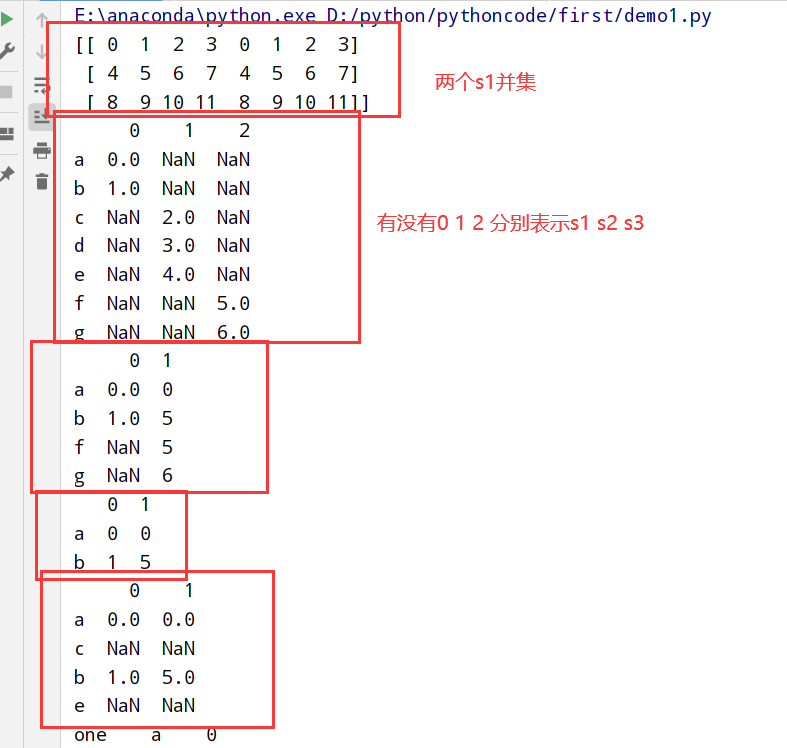 E:\anaconda\python.exe D:/python/pythoncode/first/demo1.py
[[ 0  1  2  3  0  1  2  3]
 [ 4  5  6  7  4  5  6  7]
 [ 8  9 10 11  8  9 10 11]]
两个s1并集
     0    1    2
a  0.0  NaN  NaN
b  1.0  NaN  NaN
c  NaN  2.0  NaN
有没有0 1 2 分别表示s1 s2 s3
d  NaN  3.0  NaN
e  NaN  4.0  NaN
f  NaN  NaN  5.0
g  NaN  NaN  6.0
     0  1
a  0.0  0
b  1.0  5
f  NaN  5
g  NaN  6
   0  1
a  0  0
b  1  5
     0    1
a  0.0  0.0
c  NaN  NaN
b  1.0  5.0
e  NaN  NaN
one    a    0